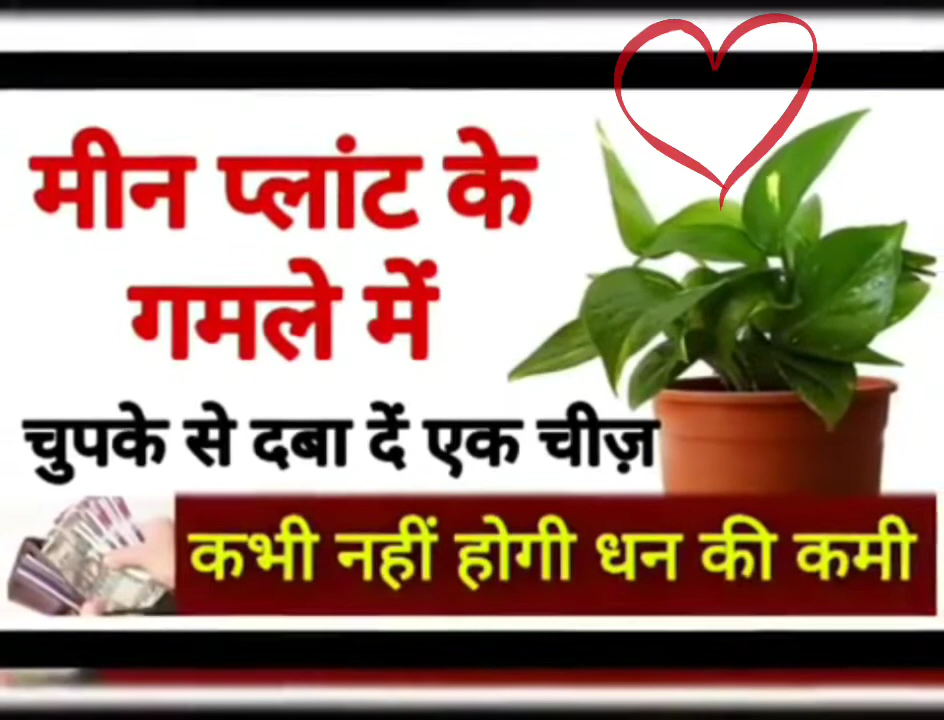 मीन प्लांट के
गमले में
चुपके से दबा दें एक चीज़
कभी नहीं होगी धन की कमी